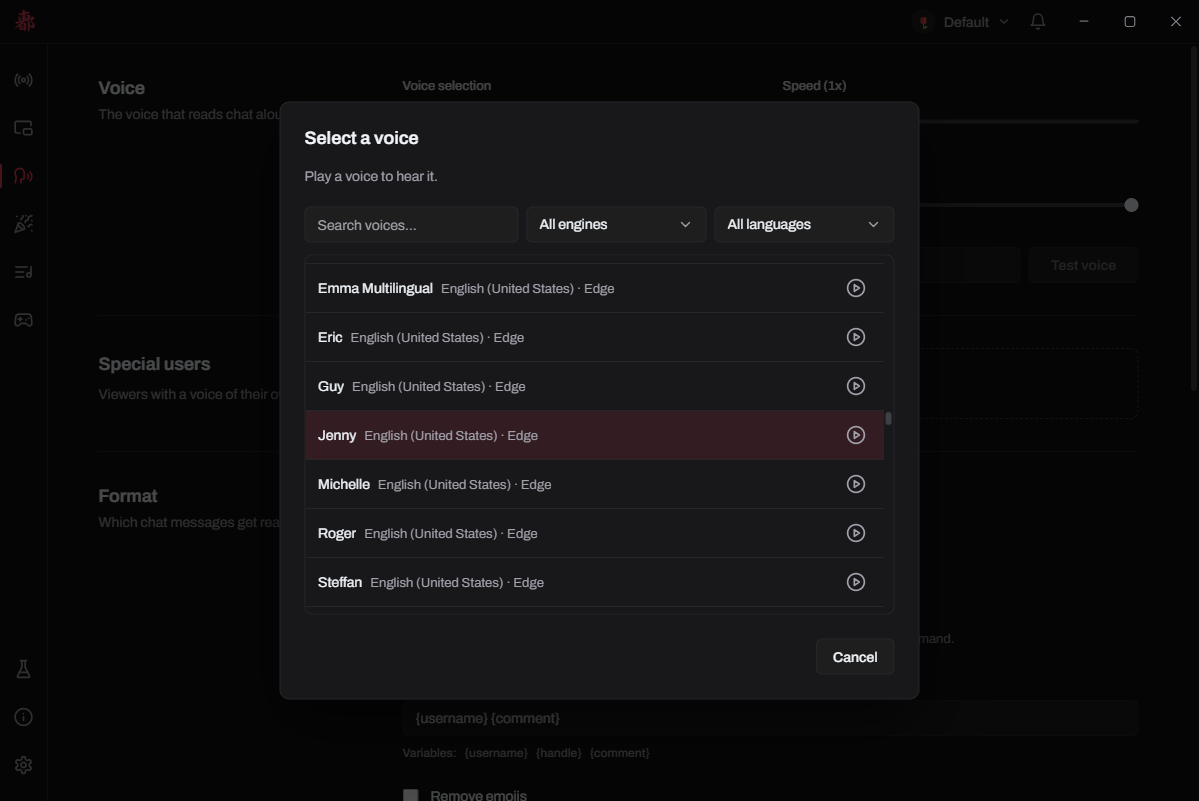 都
Default
Voice
Voice selection
Speed (1x)
The voice that reads chat alou
Select a voice
Play a voice to hear it.
Search voices...
All engines
All languages
Emma Multilingual English (United States) · Edge
Test voice
Eric English (United States) · Edge
Special users
Viewers with a voice of their o
Guy English (United States) · Edge
Jenny English (United States) · Edge
Michelle English (United States) · Edge
Format
Which chat messages get rea
Roger English (United States) · Edge
Steffan English (United States) · Edge
mand.
Cancel
{username} {comment}
Variables: {username} {handle} {comment}
Remove emojis